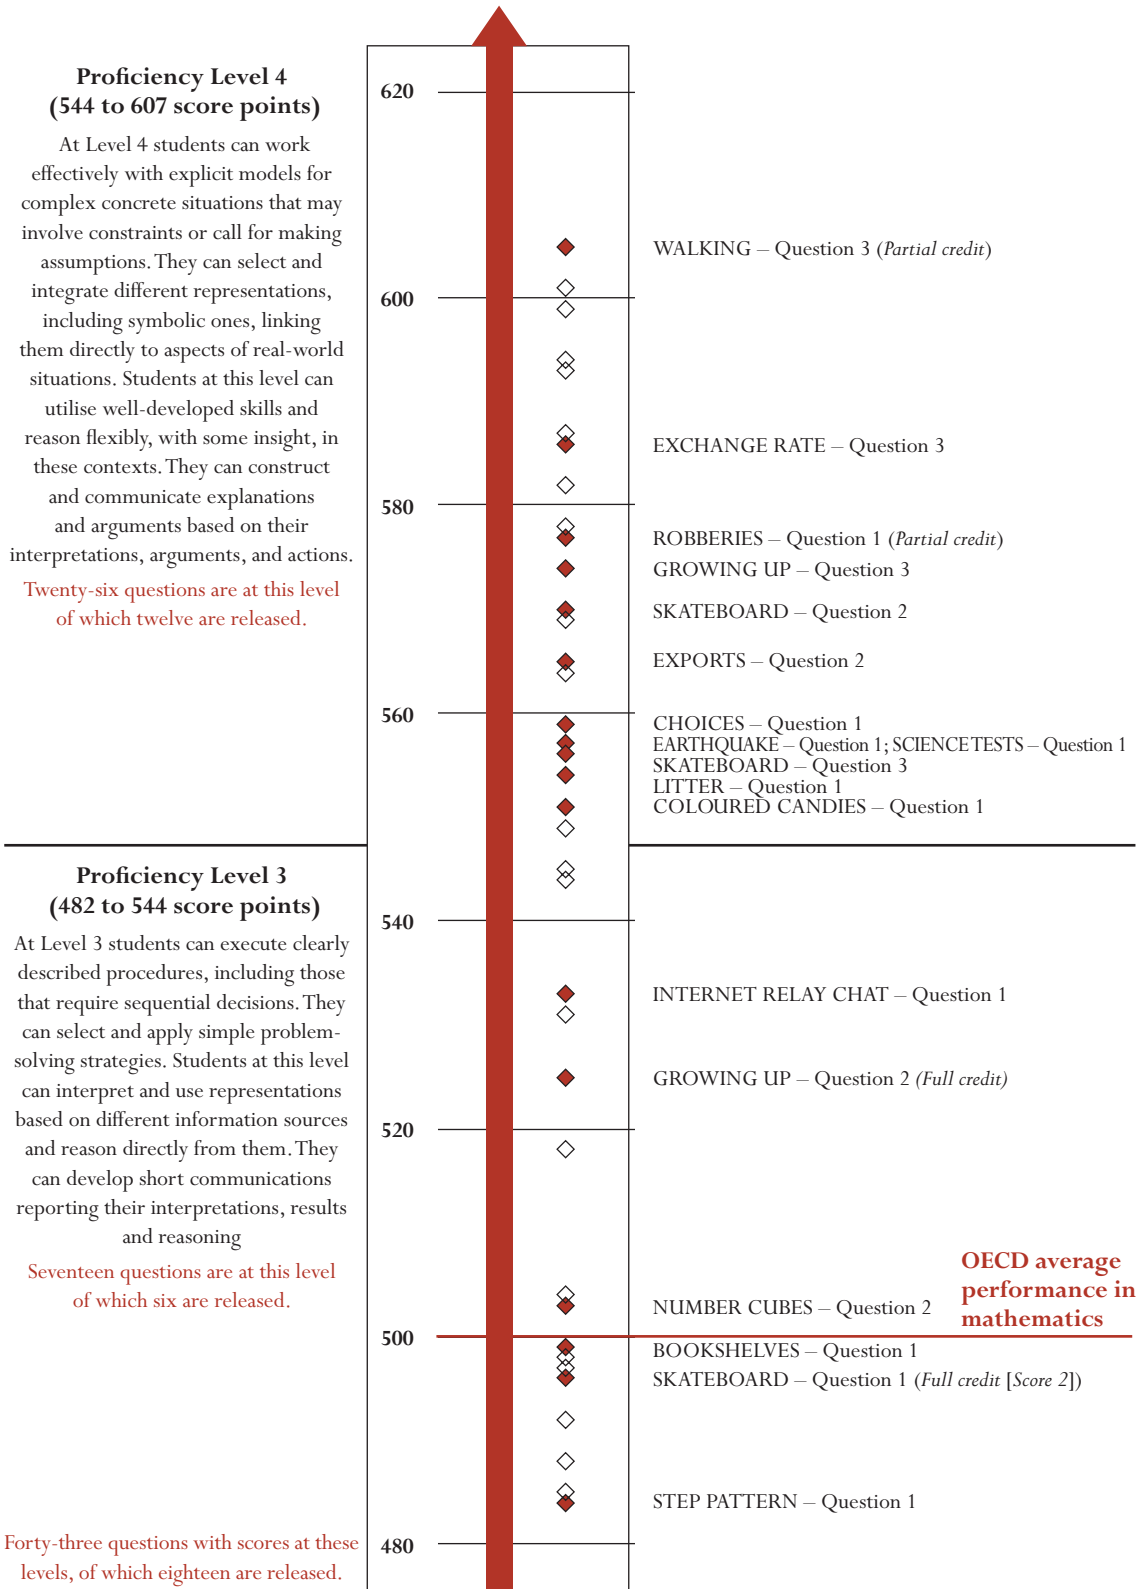 Proficiency Level 4
(544 to 607 score points)
At Level 4 students can work
effectively with explicit models for
complex concrete situations that may
involve constraints or call for making
assumptions. They can select and
integrate different representations,
including symbolic ones, linking
them directly to aspects of real-world
situations. Students at this level can
utilise well-developed skills and
reason flexibly, with some insight, in
these contexts. They can construct
and communicate explanations
and arguments based on their
interpretations, arguments, and actions.
Twenty-six questions are at this level
of which twelve are released.
Proficiency Level 3
(482 to 544 score points)
At Level 3 students can execute clearly
described procedures, including those
that require sequential decisions. They
can select and apply simple problem-
solving strategies. Students at this level
can interpret and use representations
based on different information sources
and reason directly from them. They
can develop short communications
reporting their interpretations, results
and reasoning
Seventeen questions are at this level
of which six are released.
Forty-three questions with scores at these
levels, of which eighteen are released.
620
600
580
560
540
520
500
480
WALKING – Question 3 (Partial credit)
EXCHANGE RATE – Question 3
ROBBERIES – Question 1 (Partial credit)
GROWING UP – Question 3
SKATEBOARD – Question 2
EXPORTS – Question 2
CHOICES – Question 1
EARTHQUAKE – Question 1; SCIENCE TESTS – Question 1
SKATEBOARD – Question 3
LITTER – Question 1
COLOURED CANDIES – Question 1
INTERNET RELAY CHAT – Question 1
GROWING UP – Question 2 (Full credit)
NUMBER CUBES – Question 2
OECD average
performance in
mathematics
BOOKSHELVES – Question 1
SKATEBOARD – Question 1 (Full credit [Score 2])
STEP PATTERN – Question 1